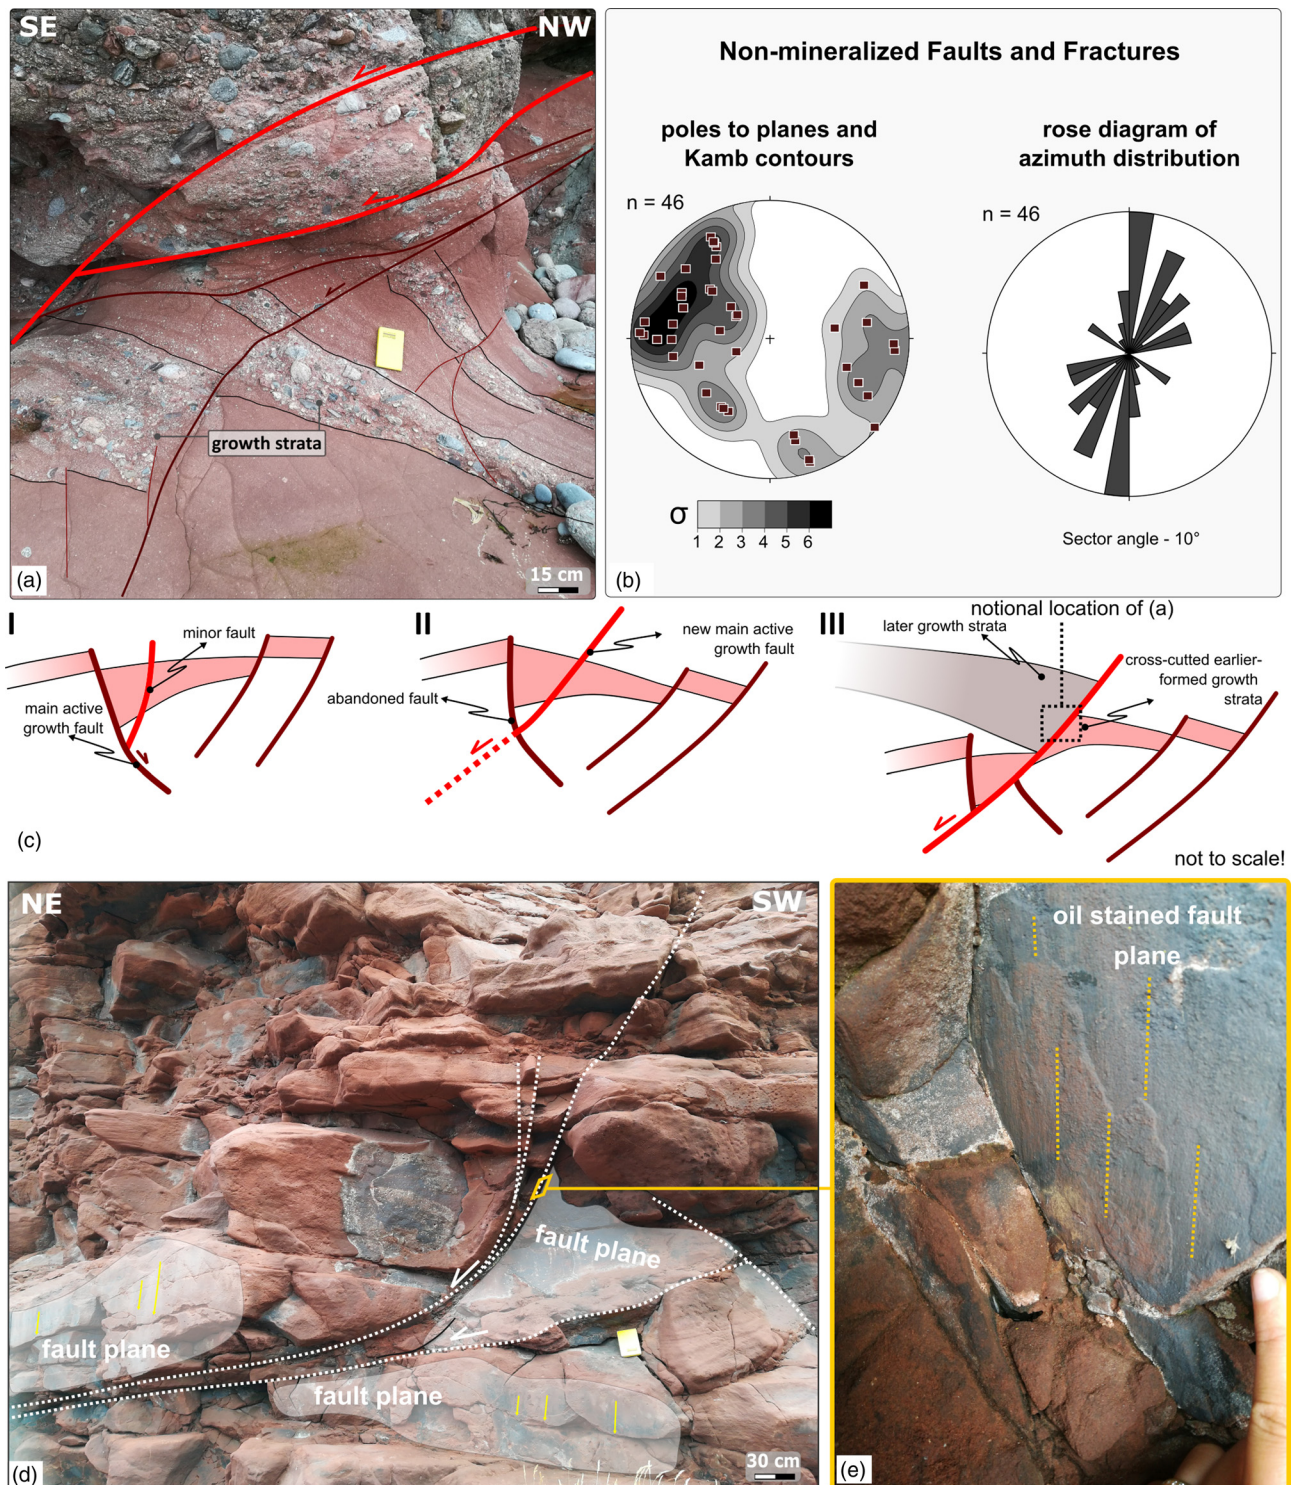 SE
NW
growth strata
15 cm
(a)
Non-mineralized Faults and Fractures
poles to planes and
Kamb contours
n = 46
σ
1 2 3 4 5 6
rose diagram of
azimuth distribution
n = 46
Sector angle - 10°
(b)
I
minor fault
main active
growth fault
II
new main active
growth fault
abandoned fault
III
notional location of (a)
later growth strata
cross-cutted earlier-
formed growth
strata
(c)
not to scale!
NE
SW
fault plane
fault plane
fault plane
30 cm
(d)
oil stained fault
plane
(e)